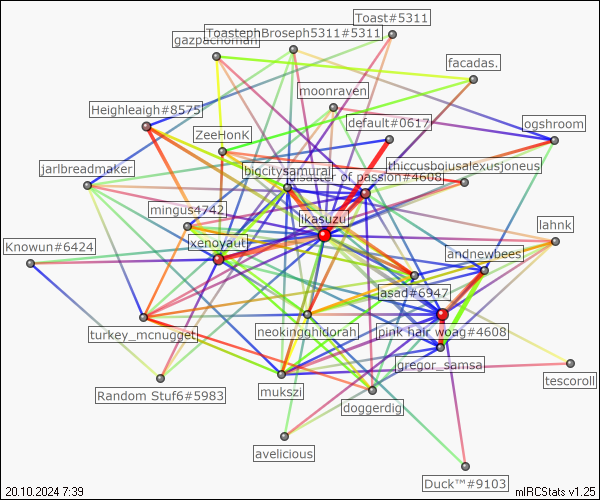 Toast#5311
ToastephBroseph5311#5311
gazpachoman
facadas.
moonraven
Heighleaigh#8575
default#0617
ogshroom
ZeeHonK
thiccusbojusalexusjoneus
jarlbreadmaker
bigcitysamurai
disaster of passion#4608
mingus4742
ikasuzu
lahnk
Knowun#6424
xenoyaut
andnewbees
asad#6947
turkey_mcnugget
neokingghidorah
pink hair woag#4608
gregor_samsa
tescoroll
Random Stuf6#5983
mukszi
doggerdig
avelicious
Duck™#9103
20.10.2024 7:39
mIRCStats v1.25